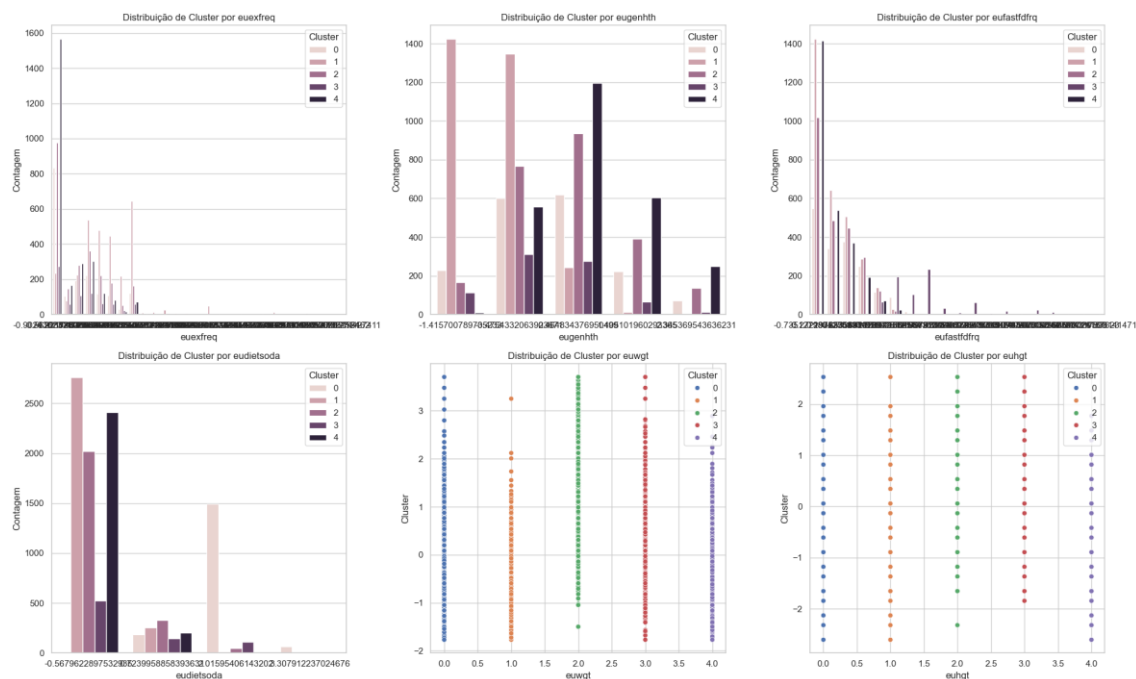 Distribuição de Cluster por euexfreq
Contagem
1600
1400
1200
1000
800
600
400
200
0
Cluster
0
1
2
3
4
euexfreq
Distribuição de Cluster por eugenhth
Contagem
1400
1200
1000
800
600
400
200
0
Cluster
0
1
2
3
4
eugenhth
Distribuição de Cluster por eufastfdfrq
Contagem
1400
1200
1000
800
600
400
200
0
Cluster
0
1
2
3
4
eufastfdfrq
Distribuição de Cluster por eudietsoda
Contagem
2500
2000
1500
1000
500
0
Cluster
0
1
2
3
4
eudietsoda
Distribuição de Cluster por euwgt
Cluster
3
2
1
0
−1
−2
Cluster
0
1
2
3
4
0.0 0.5 1.0 1.5 2.0 2.5 3.0 3.5 4.0
euwgt
Distribuição de Cluster por euhgt
Cluster
2
1
0
−1
−2
Cluster
0
1
2
3
4
0.0 0.5 1.0 1.5 2.0 2.5 3.0 3.5 4.0
euhgt